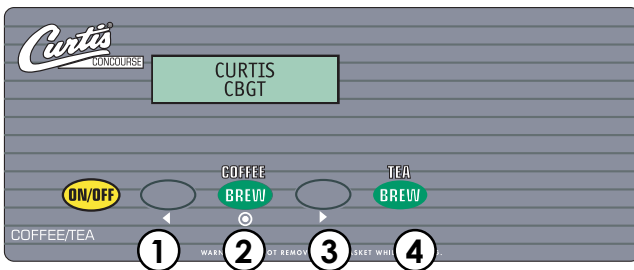 Curtis
CONCOURSE
CURTIS
CBGT
COFFEE
TEA
ON/OFF
BREW
BREW
COFFEE/TEA
1
2
3
4